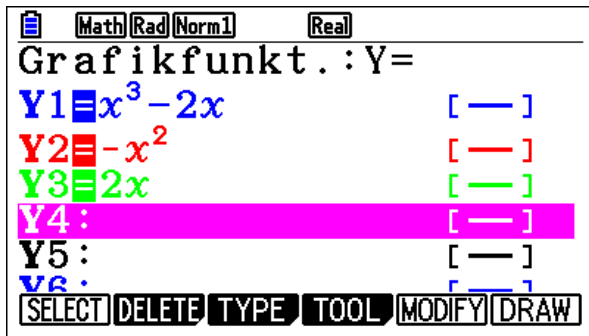 Math Rad Norm1 Real
Grafikfunkt.:Y=
Y1=x³-2x [—]
Y2=-x² [—]
Y3=2x [—]
Y4: [—]
Y5: [—]
Y6: [—]
SELECT DELETE TYPE TOOL MODIFY DRAW